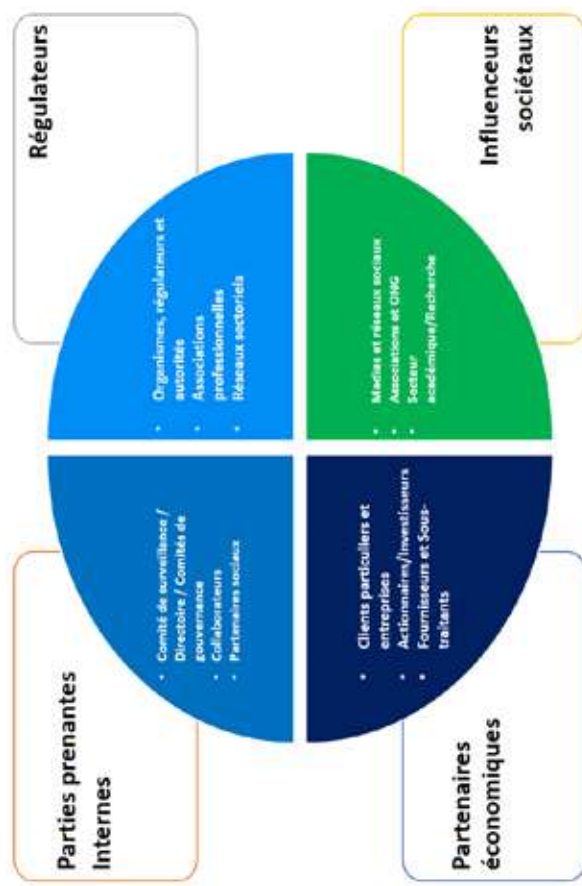 Parties prenantes
Internes
• Comité de surveillance /
Directoire / Comités de
gouvernance
• Collaborateurs
• Partenaires sociaux
Régulateurs
• Organismes, régulateurs et
autorités
• Associations
professionnelles
• Réseaux sectoriels
Partenaires
économiques
• Clients particuliers et
entreprises
• Actionnaires/Investisseurs
• Fournisseurs et Sous-
traitants
Influenceurs
sociétaux
• Médias et réseaux sociaux
• Associations et ONG
• Secteur
académique/Recherche